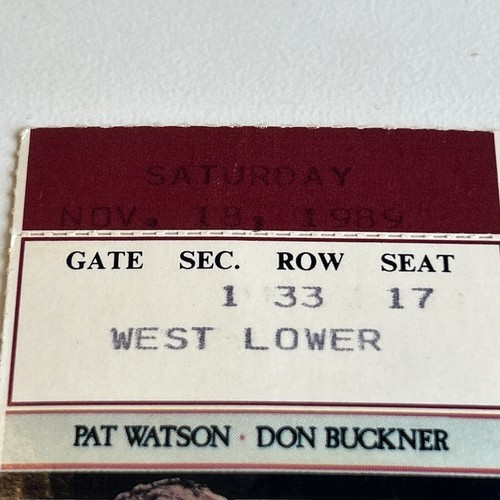 SATURDAY
NOV. 18, 1989
GATE SEC. ROW SEAT
1 33 17
WEST LOWER
PAT WATSON · DON BUCKNER